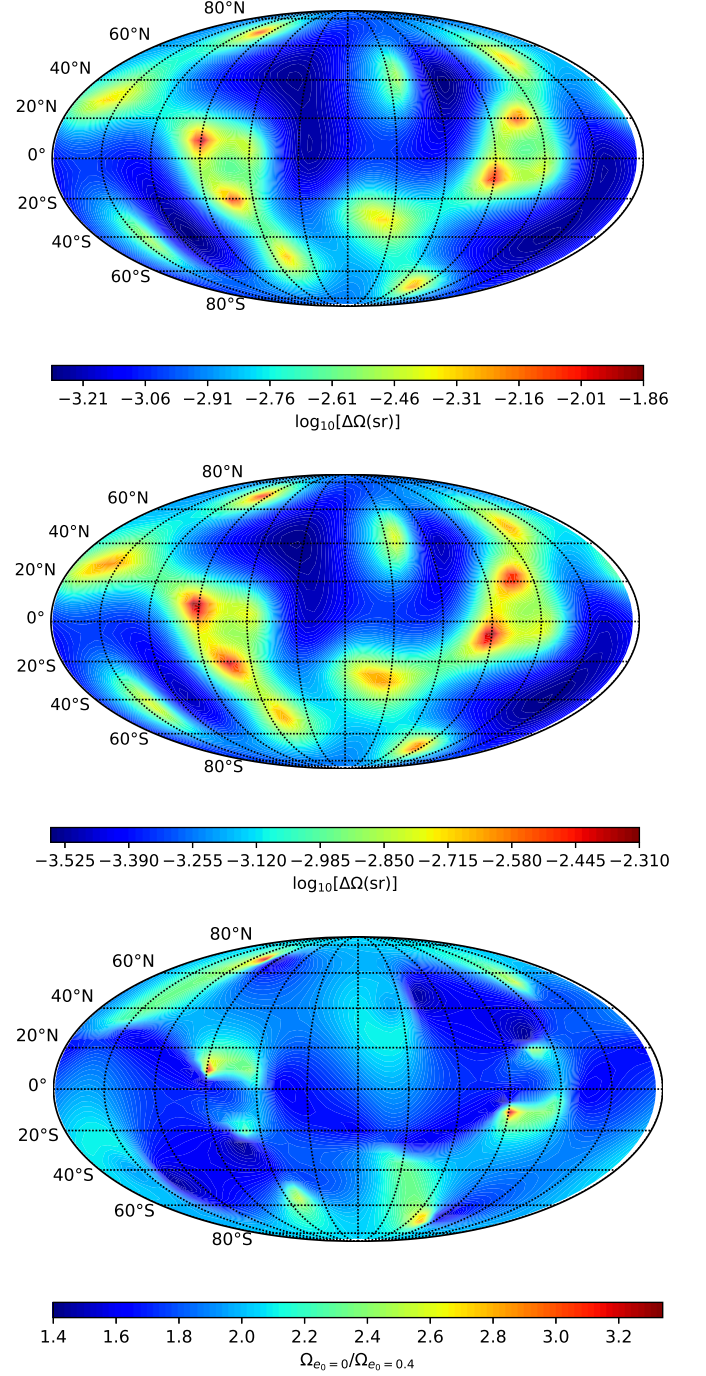 80°N
60°N
40°N
20°N
0°
20°S
40°S
60°S
80°S
−3.21 −3.06 −2.91 −2.76 −2.61 −2.46 −2.31 −2.16 −2.01 −1.86
log₁₀[ΔΩ(sr)]
80°N
60°N
40°N
20°N
0°
20°S
40°S
60°S
80°S
−3.525 −3.390 −3.255 −3.120 −2.985 −2.850 −2.715 −2.580 −2.445 −2.310
log₁₀[ΔΩ(sr)]
80°N
60°N
40°N
20°N
0°
20°S
40°S
60°S
80°S
1.4 1.6 1.8 2.0 2.2 2.4 2.6 2.8 3.0 3.2
Ωₑ₀₌₀/Ωₑ₀₌₀.₄